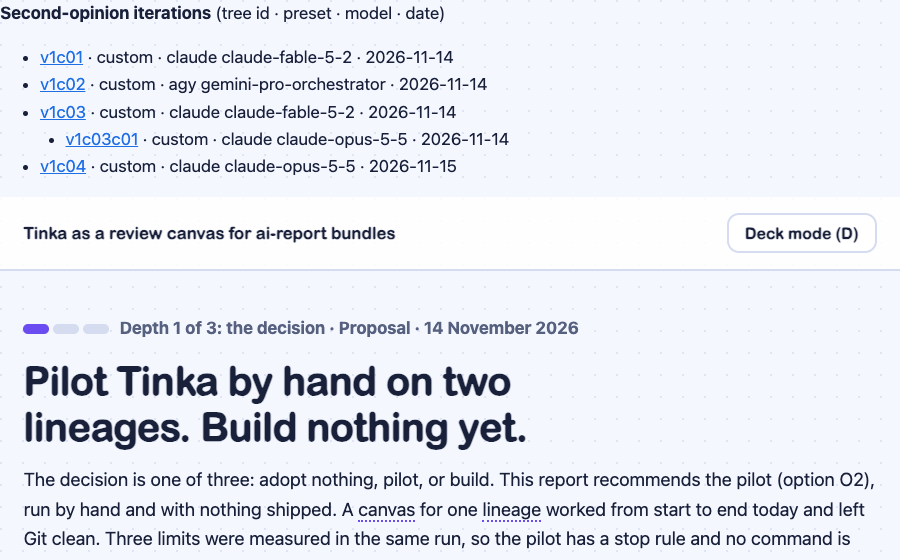 Second-opinion iterations (tree id · preset · model · date)
v1c01 · custom · claude claude-fable-5-2 · 2026-11-14
v1c02 · custom · agy gemini-pro-orchestrator · 2026-11-14
v1c03 · custom · claude claude-fable-5-2 · 2026-11-14
v1c03c01 · custom · claude claude-opus-5-5 · 2026-11-14
v1c04 · custom · claude claude-opus-5-5 · 2026-11-15
Tinka as a review canvas for ai-report bundles
Deck mode (D)
Depth 1 of 3: the decision · Proposal · 14 November 2026
Pilot Tinka by hand on two
lineages. Build nothing yet.
The decision is one of three: adopt nothing, pilot, or build. This report recommends the pilot (option O2),
run by hand and with nothing shipped. A canvas for one lineage worked from start to end today and left
Git clean. Three limits were measured in the same run, so the pilot has a stop rule and no command is